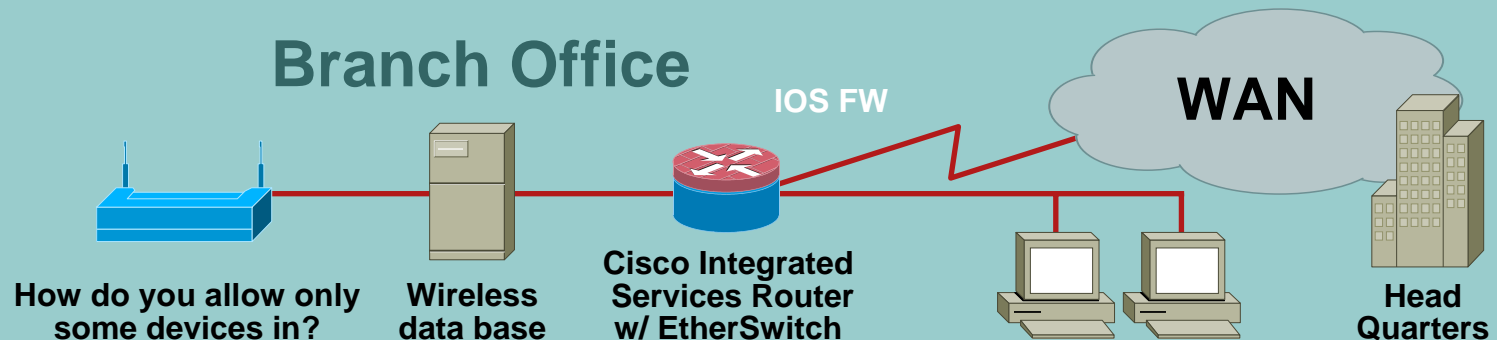 Branch Office
IOS FW
WAN
How do you allow only
some devices in?
Wireless
data base
Cisco Integrated
Services Router
w/ EtherSwitch
Head
Quarters